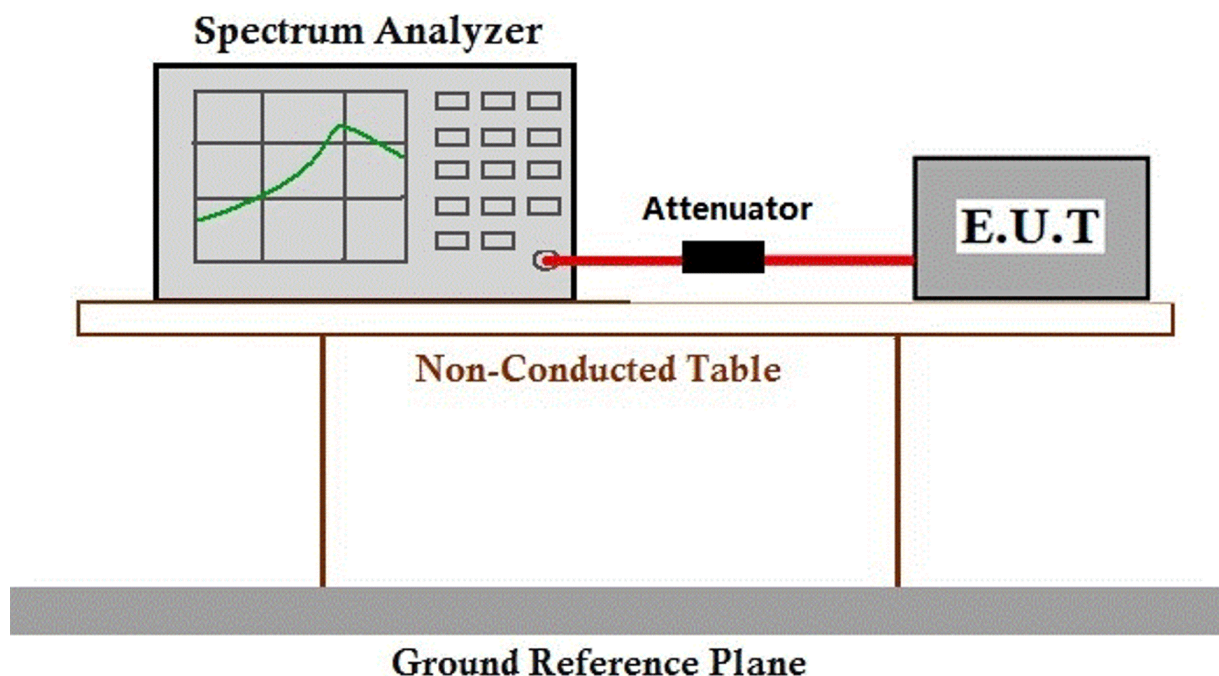 Spectrum Analyzer
Attenuator
E.U.T
Non-Conducted Table
Ground Reference Plane